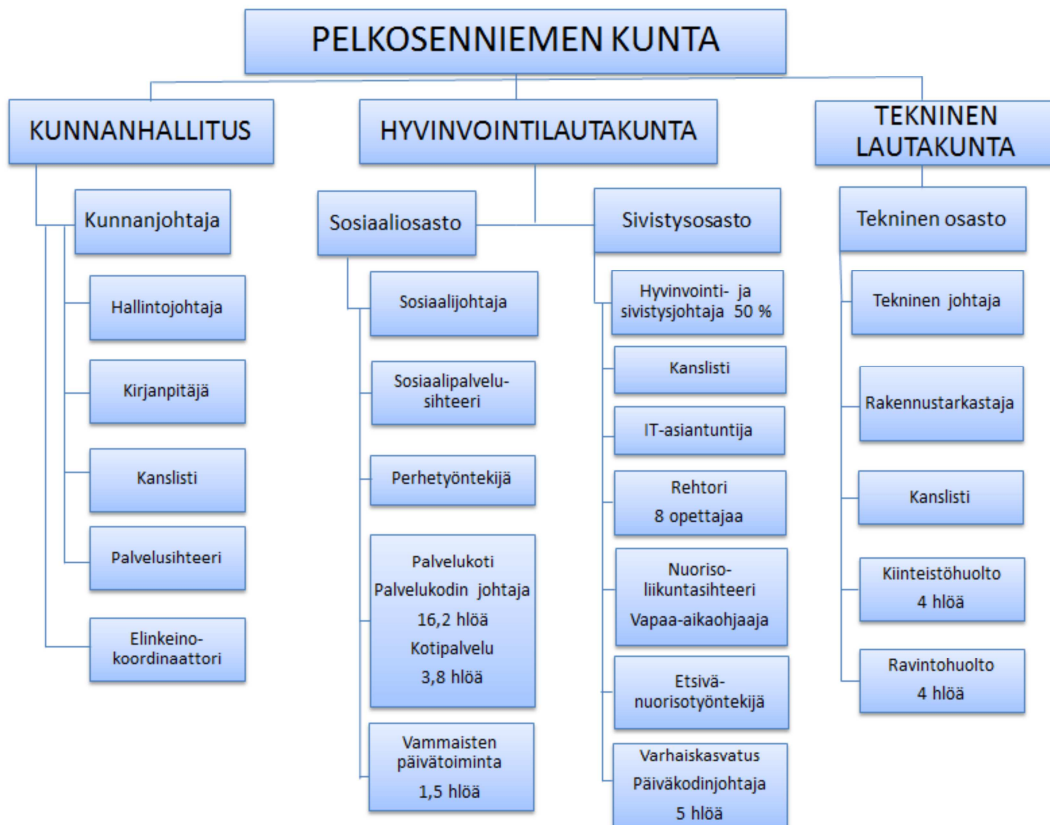 PELKOSENNIEMEN KUNTA
KUNNANHALLITUS
Kunnanjohtaja
Hallintojohtaja
Kirjanpitäjä
Kanslisti
Palvelusihteeri
Elinkeino-
koordinaattori
HYVINVOINTILAUTAKUNTA
Sosiaaliosasto
Sosiaalijohtaja
Sosiaalipalvelu-
sihteeri
Perhetyöntekijä
Palvelukoti
Palvelukodin johtaja
16,2 hlöä
Kotipalvelu
3,8 hlöä
Vammaisten
päivätoiminta
1,5 hlöä
Sivistysosasto
Hyvinvointi- ja
sivistysjohtaja 50 %
Kanslisti
IT-asiantuntija
Rehtori
8 opettajaa
Nuoriso-
liikuntasihteeri
Vapaa-aikaohjaaja
Etsivä-
nuorisotyöntekijä
Varhaiskasvatus
Päiväkodinjohtaja
5 hlöä
TEKNINEN
LAUTAKUNTA
Tekninen osasto
Tekninen johtaja
Rakennustarkastaja
Kanslisti
Kiinteistöhuolto
4 hlöä
Ravintohuolto
4 hlöä